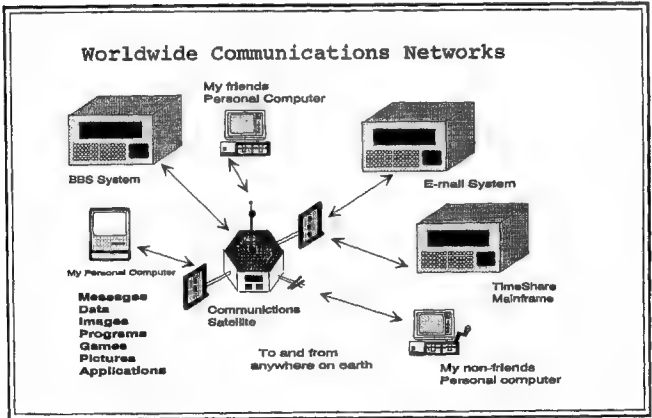 Worldwide Communications Networks
My friends
Personal Computer
BBS System
E-mail System
My Personal Computer
TimeShare
Mainframe
Messages
Data
Images
Programs
Games
Pictures
Applications
Communictions
Satellite
To and from
anywhere on earth
My non-friends
Personal computer